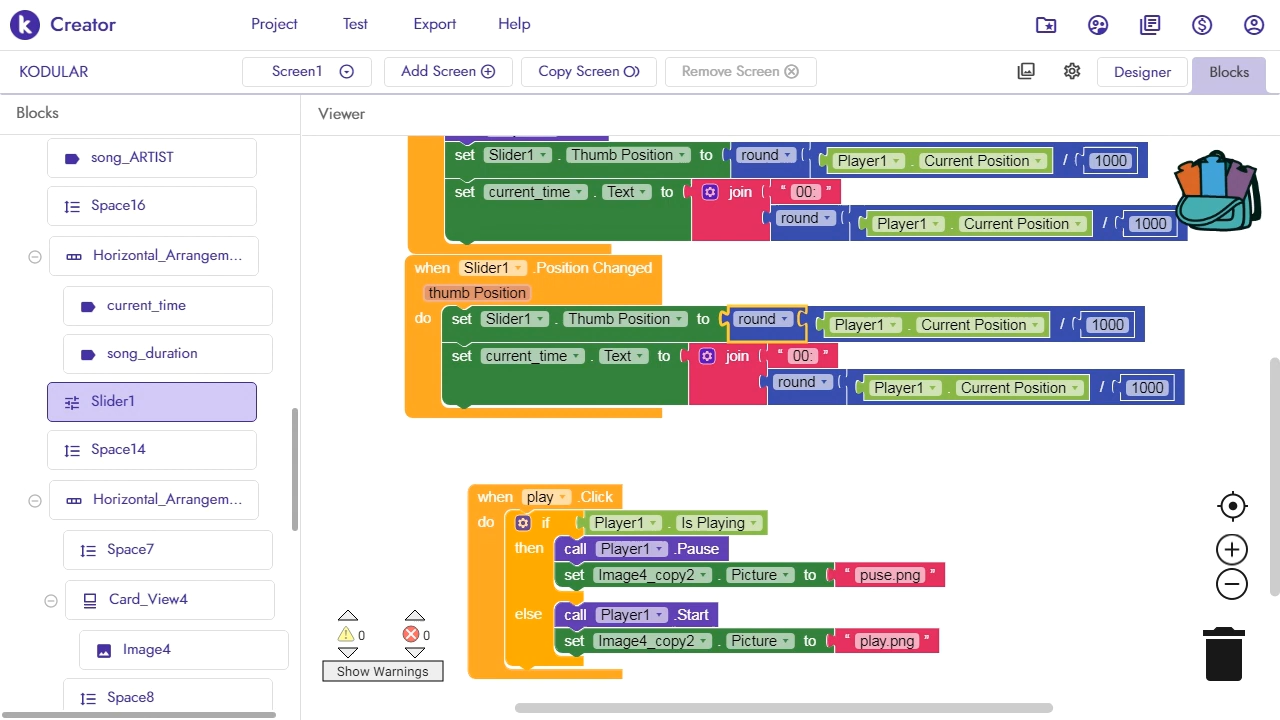 Creator Project Test Export Help
KODULAR Screen1 Add Screen Copy Screen Remove Screen Designer Blocks
Blocks
song_ARTIST
Space16
Horizontal_Arrangem...
current_time
song_duration
Slider1
Space14
Horizontal_Arrangem...
Space7
Card_View4
Image4
Space8
Viewer
set Slider1 . Thumb Position to round Player1 . Current Position / 1000
set current_time . Text to join “ 00: ”
round Player1 . Current Position / 1000
when Slider1 .Position Changed
thumb Position
do set Slider1 . Thumb Position to round Player1 . Current Position / 1000
set current_time . Text to join “ 00: ”
round Player1 . Current Position / 1000
when play .Click
do if Player1 . Is Playing
then call Player1 .Pause
set Image4_copy2 . Picture to “ puse.png ”
else call Player1 .Start
set Image4_copy2 . Picture to “ play.png ”
0 0
Show Warnings